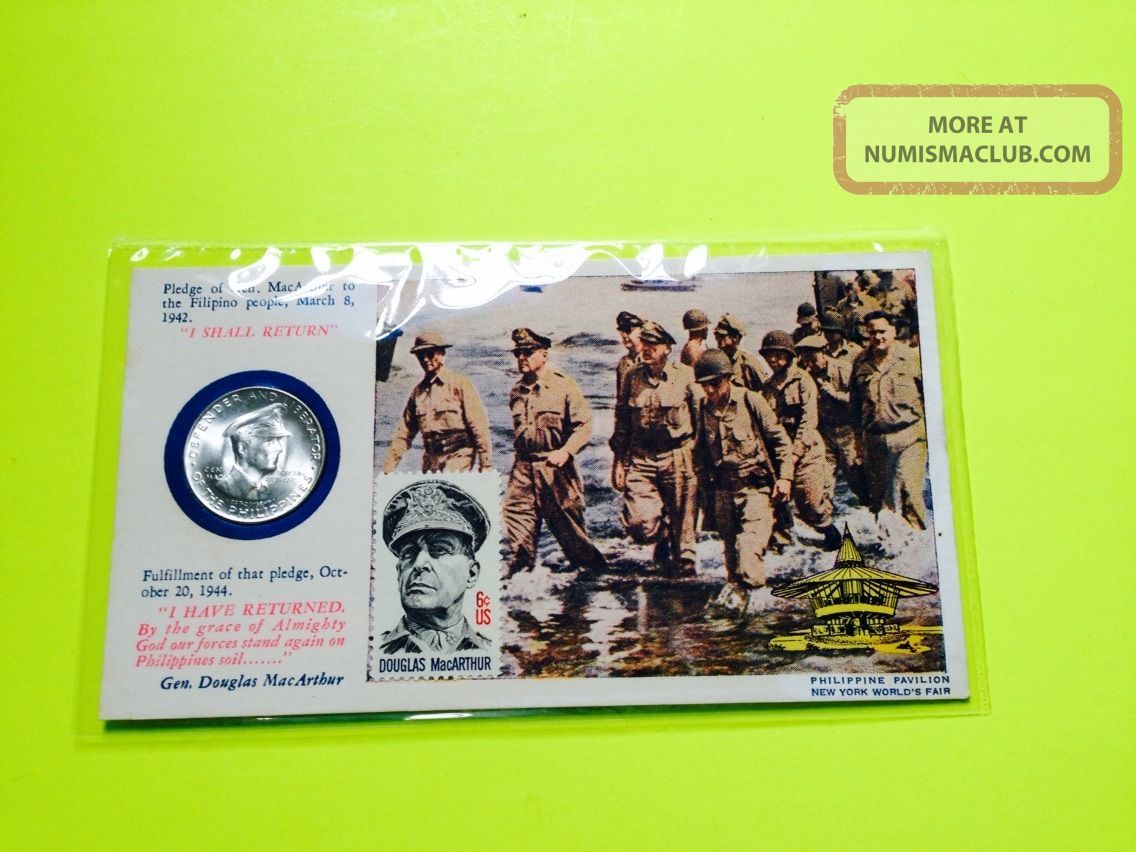 MORE AT
NUMISMACLUB.COM
Pledge of Gen. MacArthur to
the Filipino people, March 8,
1942.
"I SHALL RETURN"
DEFENDER AND LIBERATOR
OF THE PHILIPPINES
Fulfillment of that pledge, Oct-
ober 20, 1944.
"I HAVE RETURNED.
By the grace of Almighty
God our forces stand again on
Philippines soil......."
Gen. Douglas MacArthur
6¢
US
DOUGLAS MacARTHUR
PHILIPPINE PAVILION
NEW YORK WORLD'S FAIR